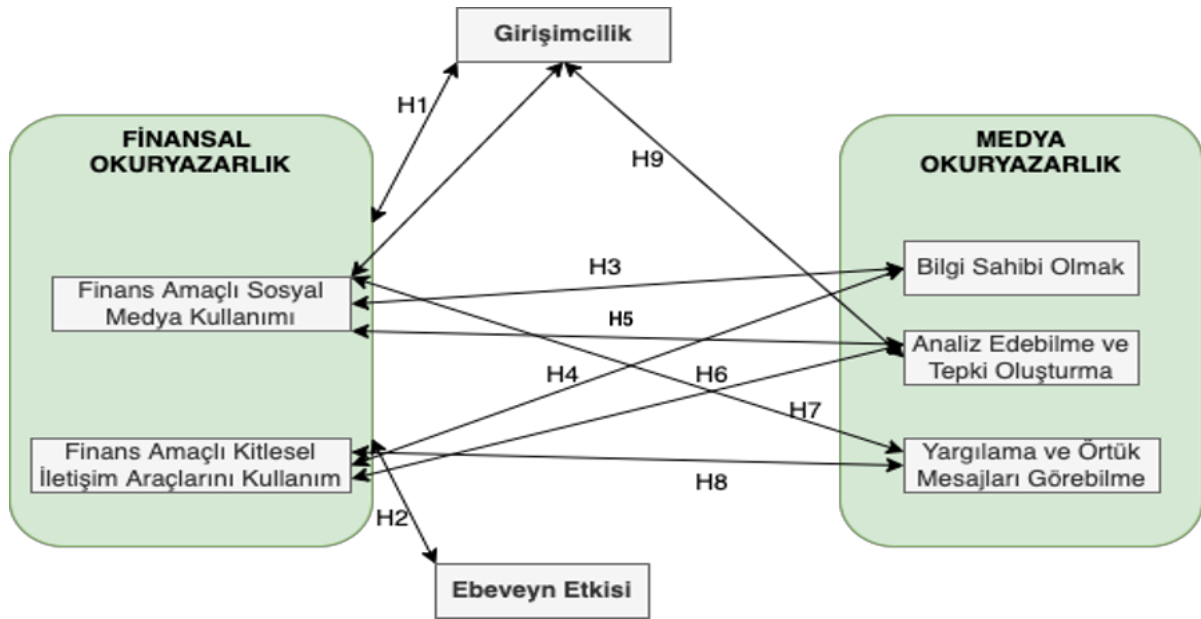 Girişimcilik
H1
FİNANSAL
OKURYAZARLIK
MEDYA
OKURYAZARLIK
H9
Finans Amaçlı Sosyal
Medya Kullanımı
H3
Bilgi Sahibi Olmak
H5
Analiz Edebilme ve
Tepki Oluşturma
H4
H6
H7
Finans Amaçlı Kitlesel
İletişim Araçlarını Kullanım
Yargılama ve Örtük
Mesajları Görebilme
H8
H2
Ebeveyn Etkisi